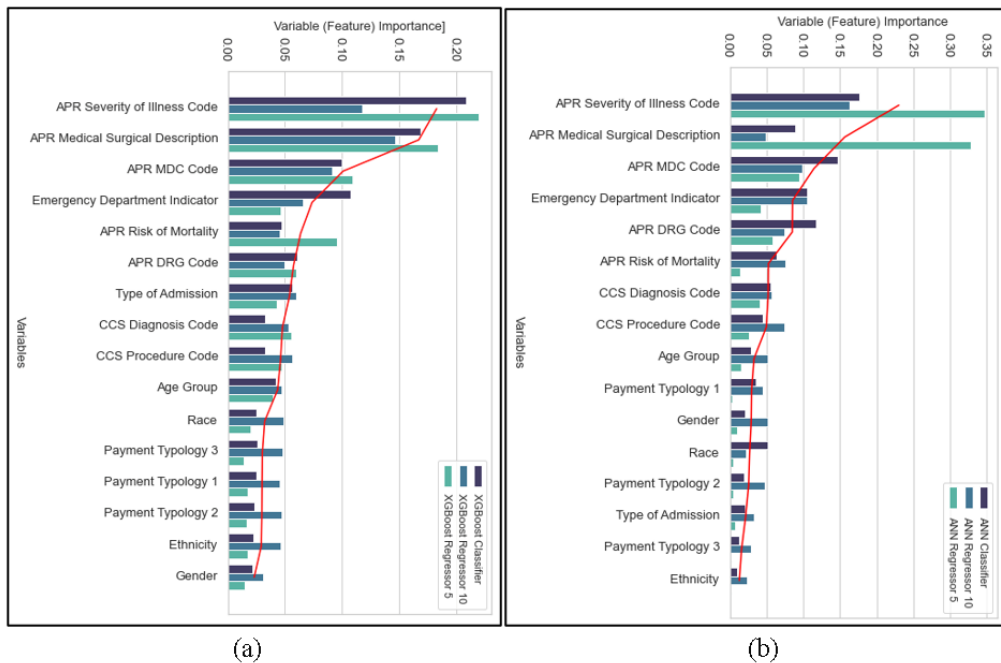 Variable (Feature) Importance]
0.00
0.05
0.10
0.15
0.20
APR Severity of Illness Code
APR Medical Surgical Description
APR MDC Code
Emergency Department Indicator
APR Risk of Mortality
APR DRG Code
Type of Admission
CCS Diagnosis Code
CCS Procedure Code
Age Group
Race
Payment Typology 3
Payment Typology 1
Payment Typology 2
Ethnicity
Gender
Variables
XGBoost Classifier
XGBoost Regressor 10
XGBoost Regressor 5
(a)
Variable (Feature) Importance
0.00
0.05
0.10
0.15
0.20
0.25
0.30
0.35
APR Severity of Illness Code
APR Medical Surgical Description
APR MDC Code
Emergency Department Indicator
APR DRG Code
APR Risk of Mortality
CCS Diagnosis Code
CCS Procedure Code
Age Group
Payment Typology 1
Gender
Race
Payment Typology 2
Type of Admission
Payment Typology 3
Ethnicity
Variables
ANN Classifier
ANN Regressor 10
ANN Regressor 5
(b)